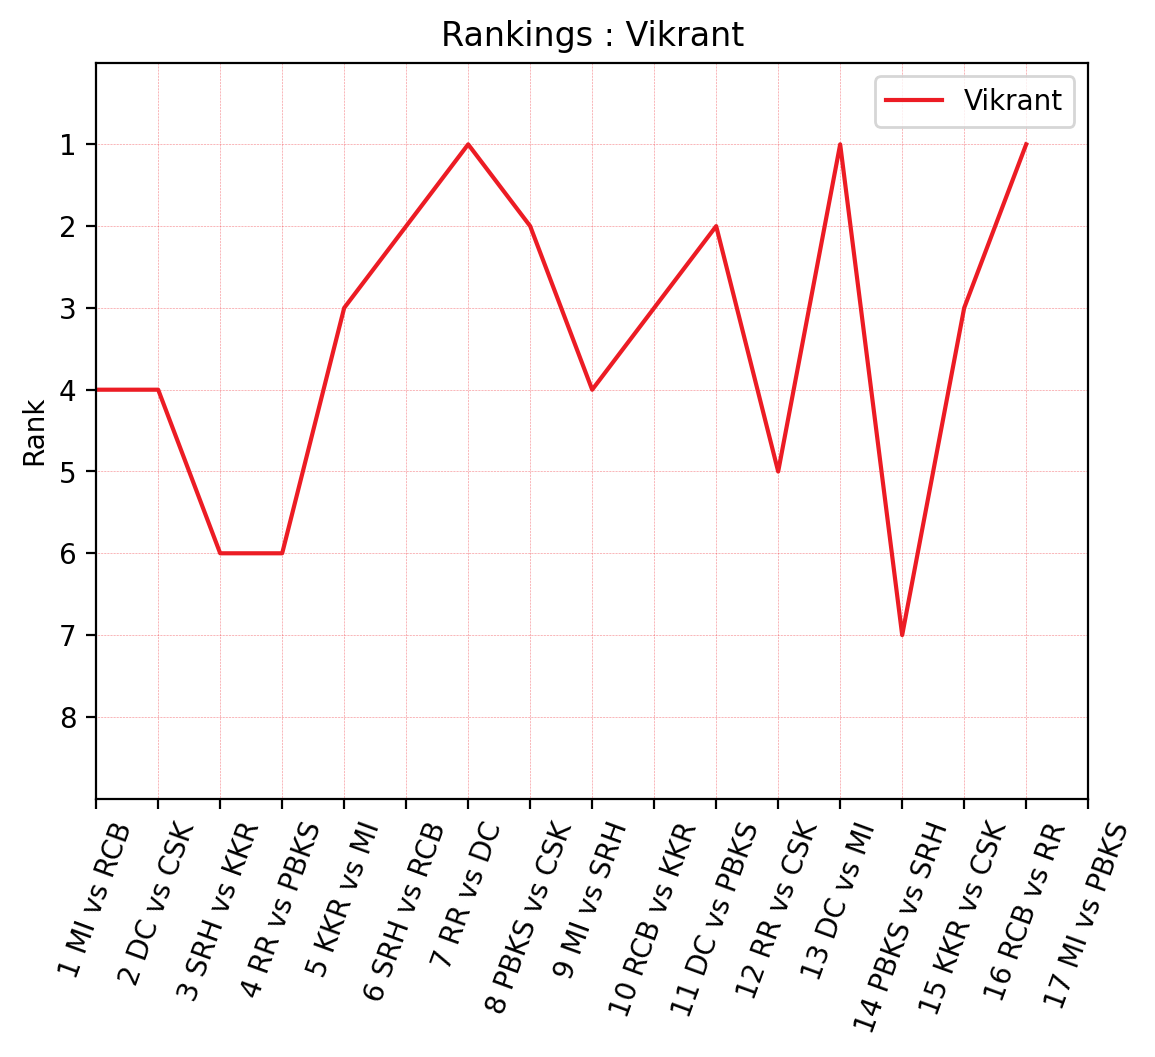 Rankings : Vikrant
Vikrant
Rank
1
2
3
4
5
6
7
8
1 MI vs RCB
2 DC vs CSK
3 SRH vs KKR
4 RR vs PBKS
5 KKR vs MI
6 SRH vs RCB
7 RR vs DC
8 PBKS vs CSK
9 MI vs SRH
10 RCB vs KKR
11 DC vs PBKS
12 RR vs CSK
13 DC vs MI
14 PBKS vs SRH
15 KKR vs CSK
16 RCB vs RR
17 MI vs PBKS